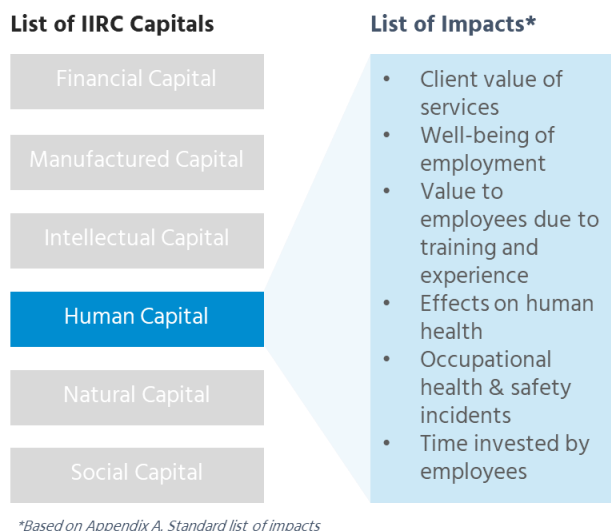 List of IIRC Capitals
Financial Capital
Manufactured Capital
Intellectual Capital
Human Capital
Natural Capital
Social Capital
List of Impacts*
• Client value of
services
• Well-being of
employment
• Value to
employees due to
training and
experience
• Effects on human
health
• Occupational
health & safety
incidents
• Time invested by
employees
*Based on Appendix A. Standard list of impacts